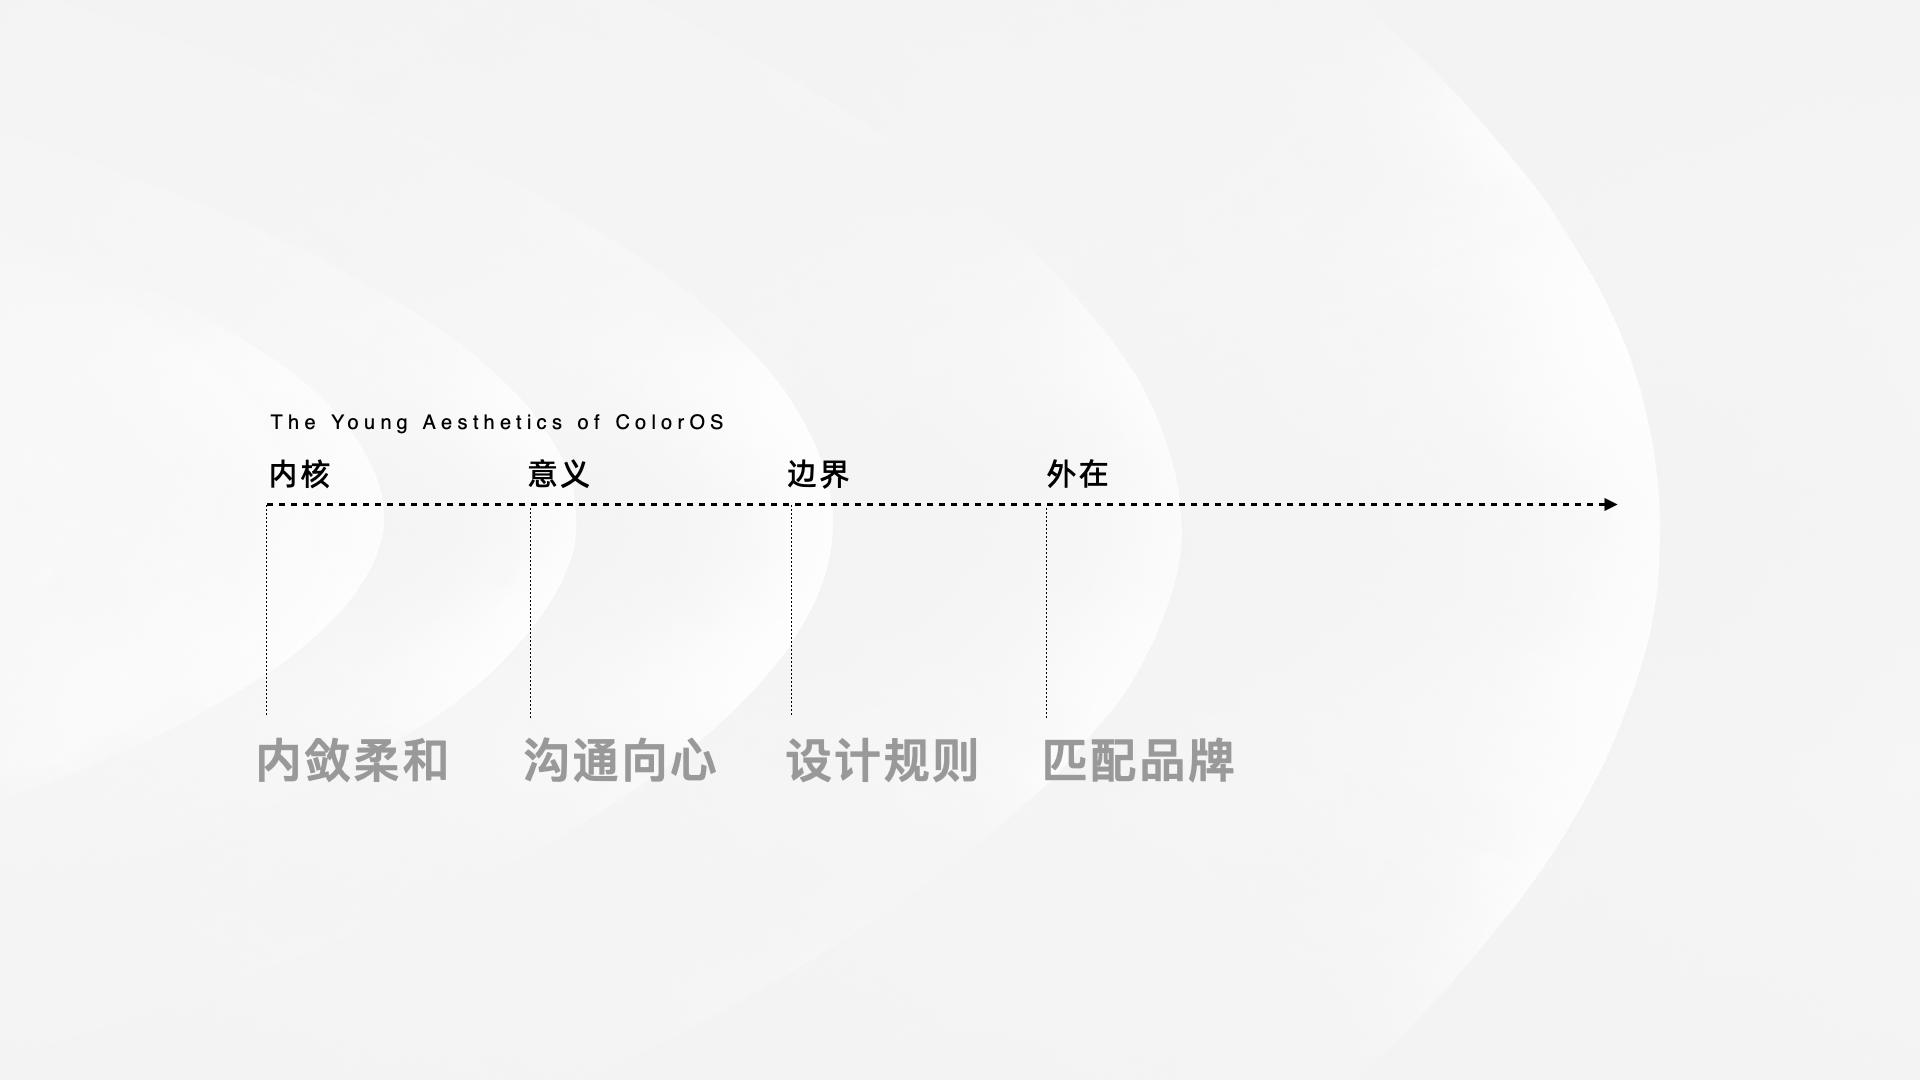 The Young Aesthetics of ColorOS
内核 意义 边界 外在
内敛柔和 沟通向心 设计规则 匹配品牌